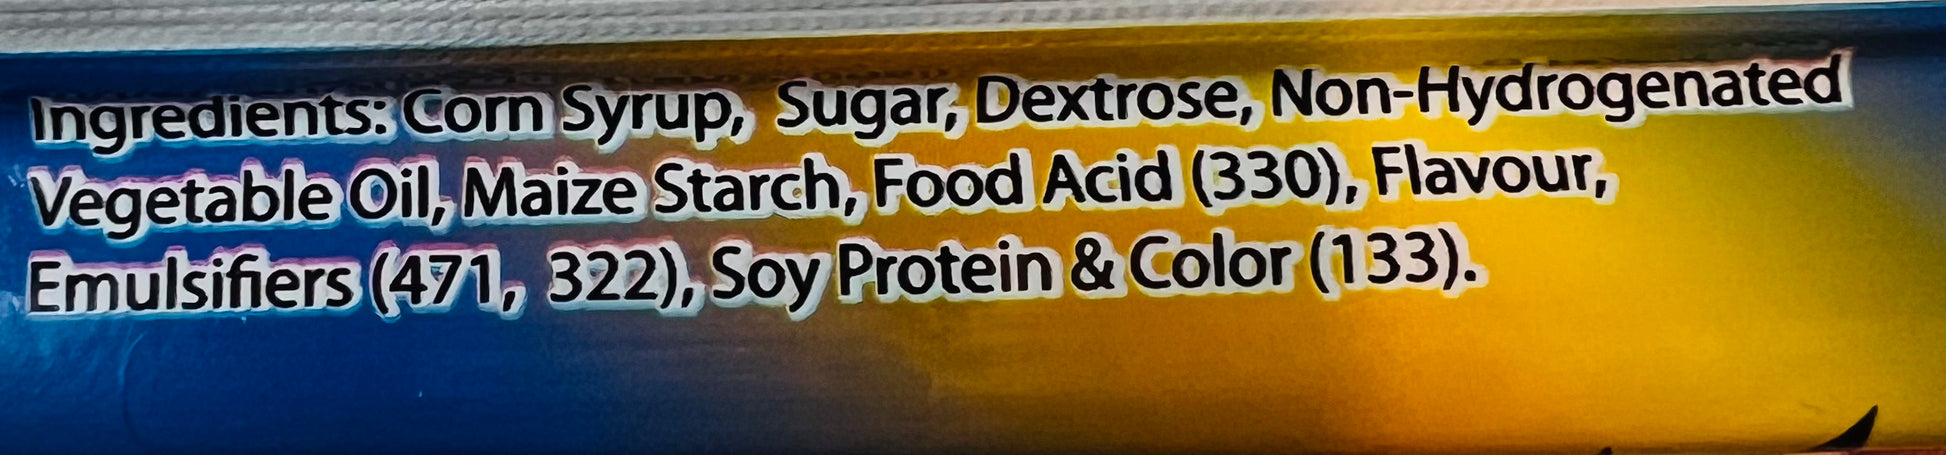 Ingredients: Corn Syrup, Sugar, Dextrose, Non-Hydrogenated
Vegetable Oil, Maize Starch, Food Acid (330), Flavour,
Emulsifiers (471, 322), Soy Protein & Color (133).